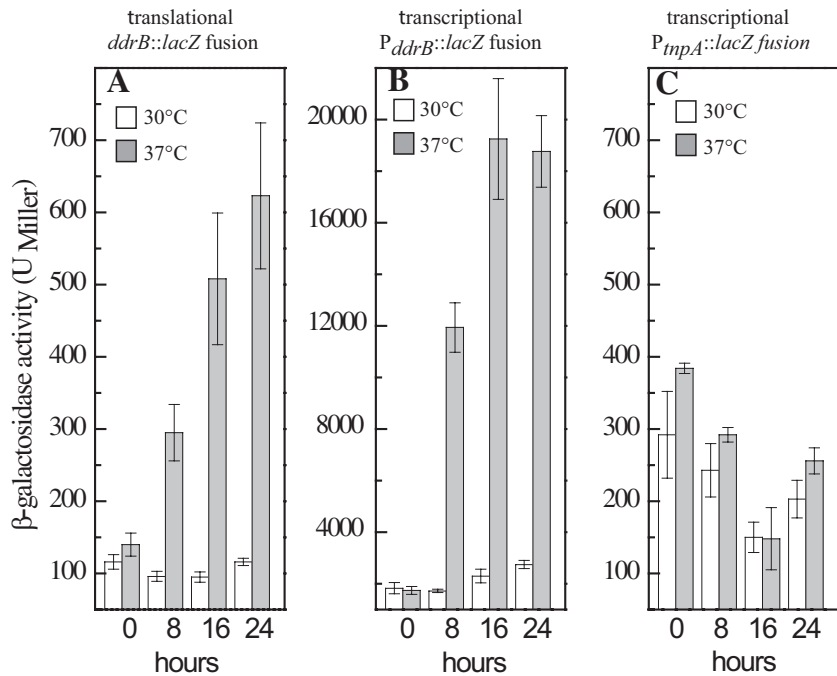 translational
ddrB::lacZ fusion
transcriptional
PddrB::lacZ fusion
transcriptional
PtnpA::lacZ fusion
A
30°C
37°C
B
30°C
37°C
C
30°C
37°C
β-galactosidase activity (U Miller)
700
600
500
400
300
200
100
20000
16000
12000
8000
4000
700
600
500
400
300
200
100
0 8 16 24
0 8 16 24
0 8 16 24
hours
hours
hours